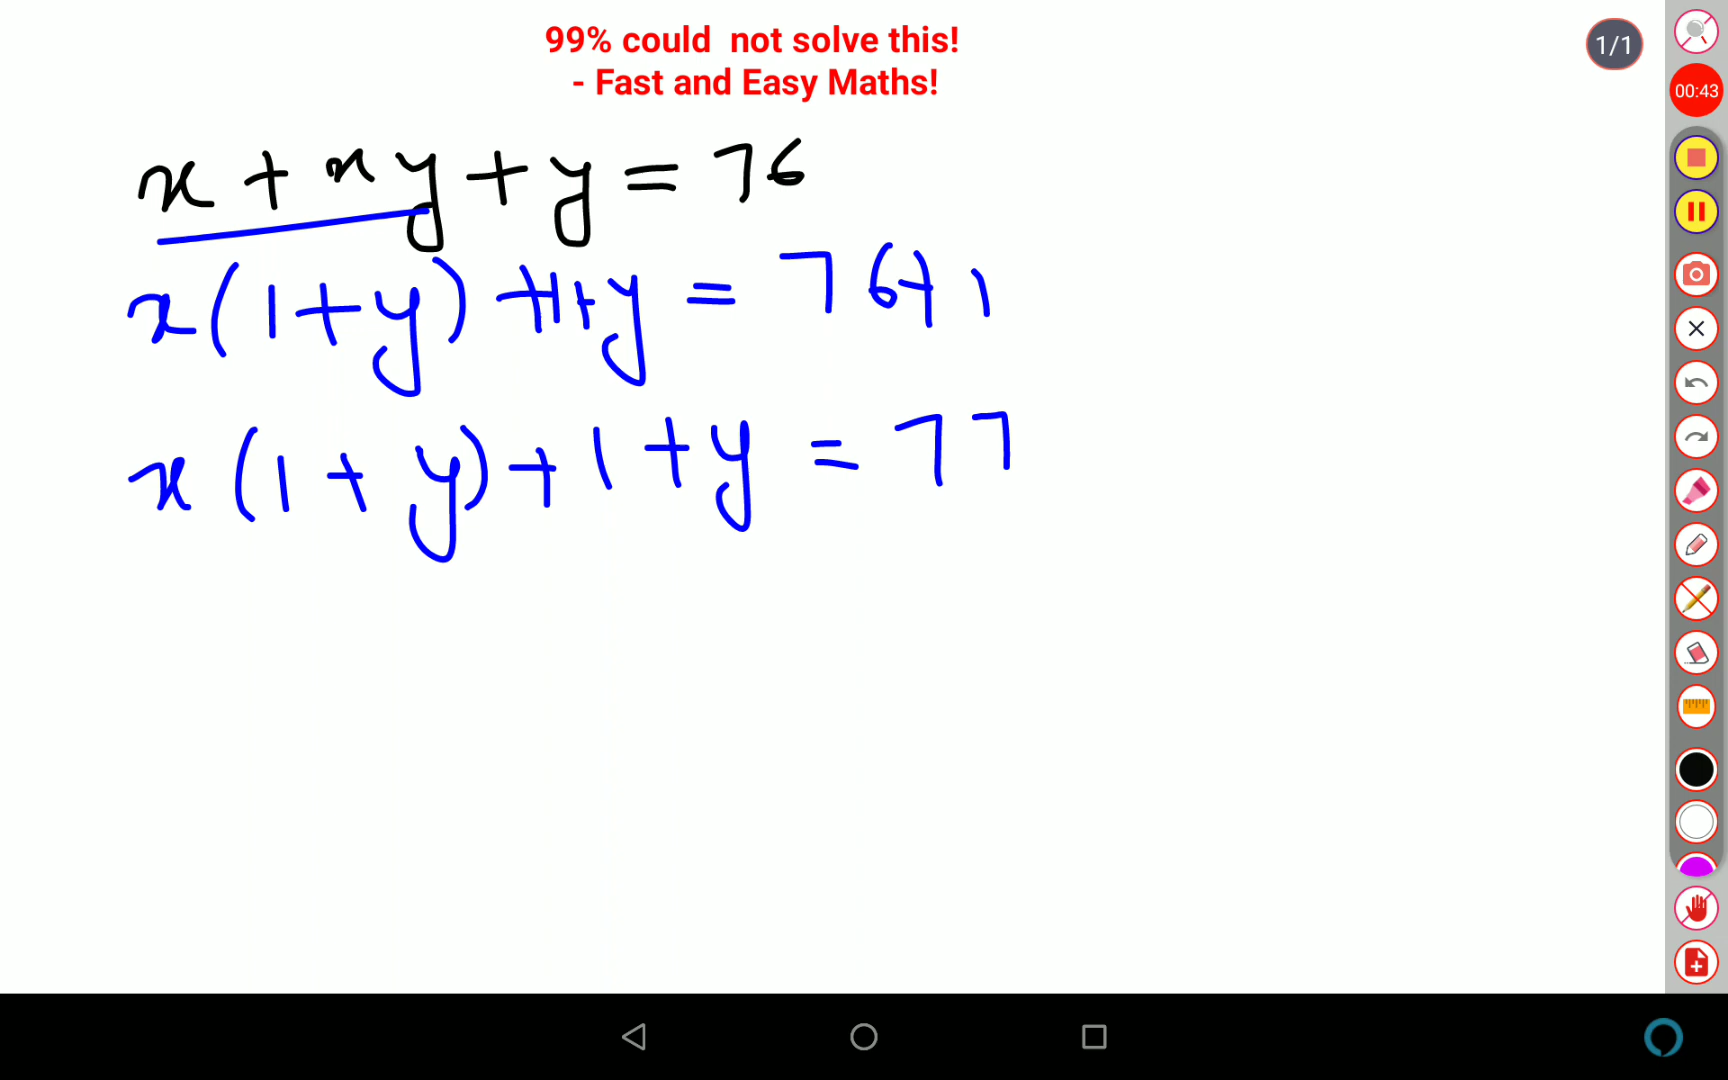 99% could not solve this!
- Fast and Easy Maths!
1/1
00:43
x + xy + y = 76
x(1+y) + 1+y = 76+1
x(1+y) + 1 + y = 77